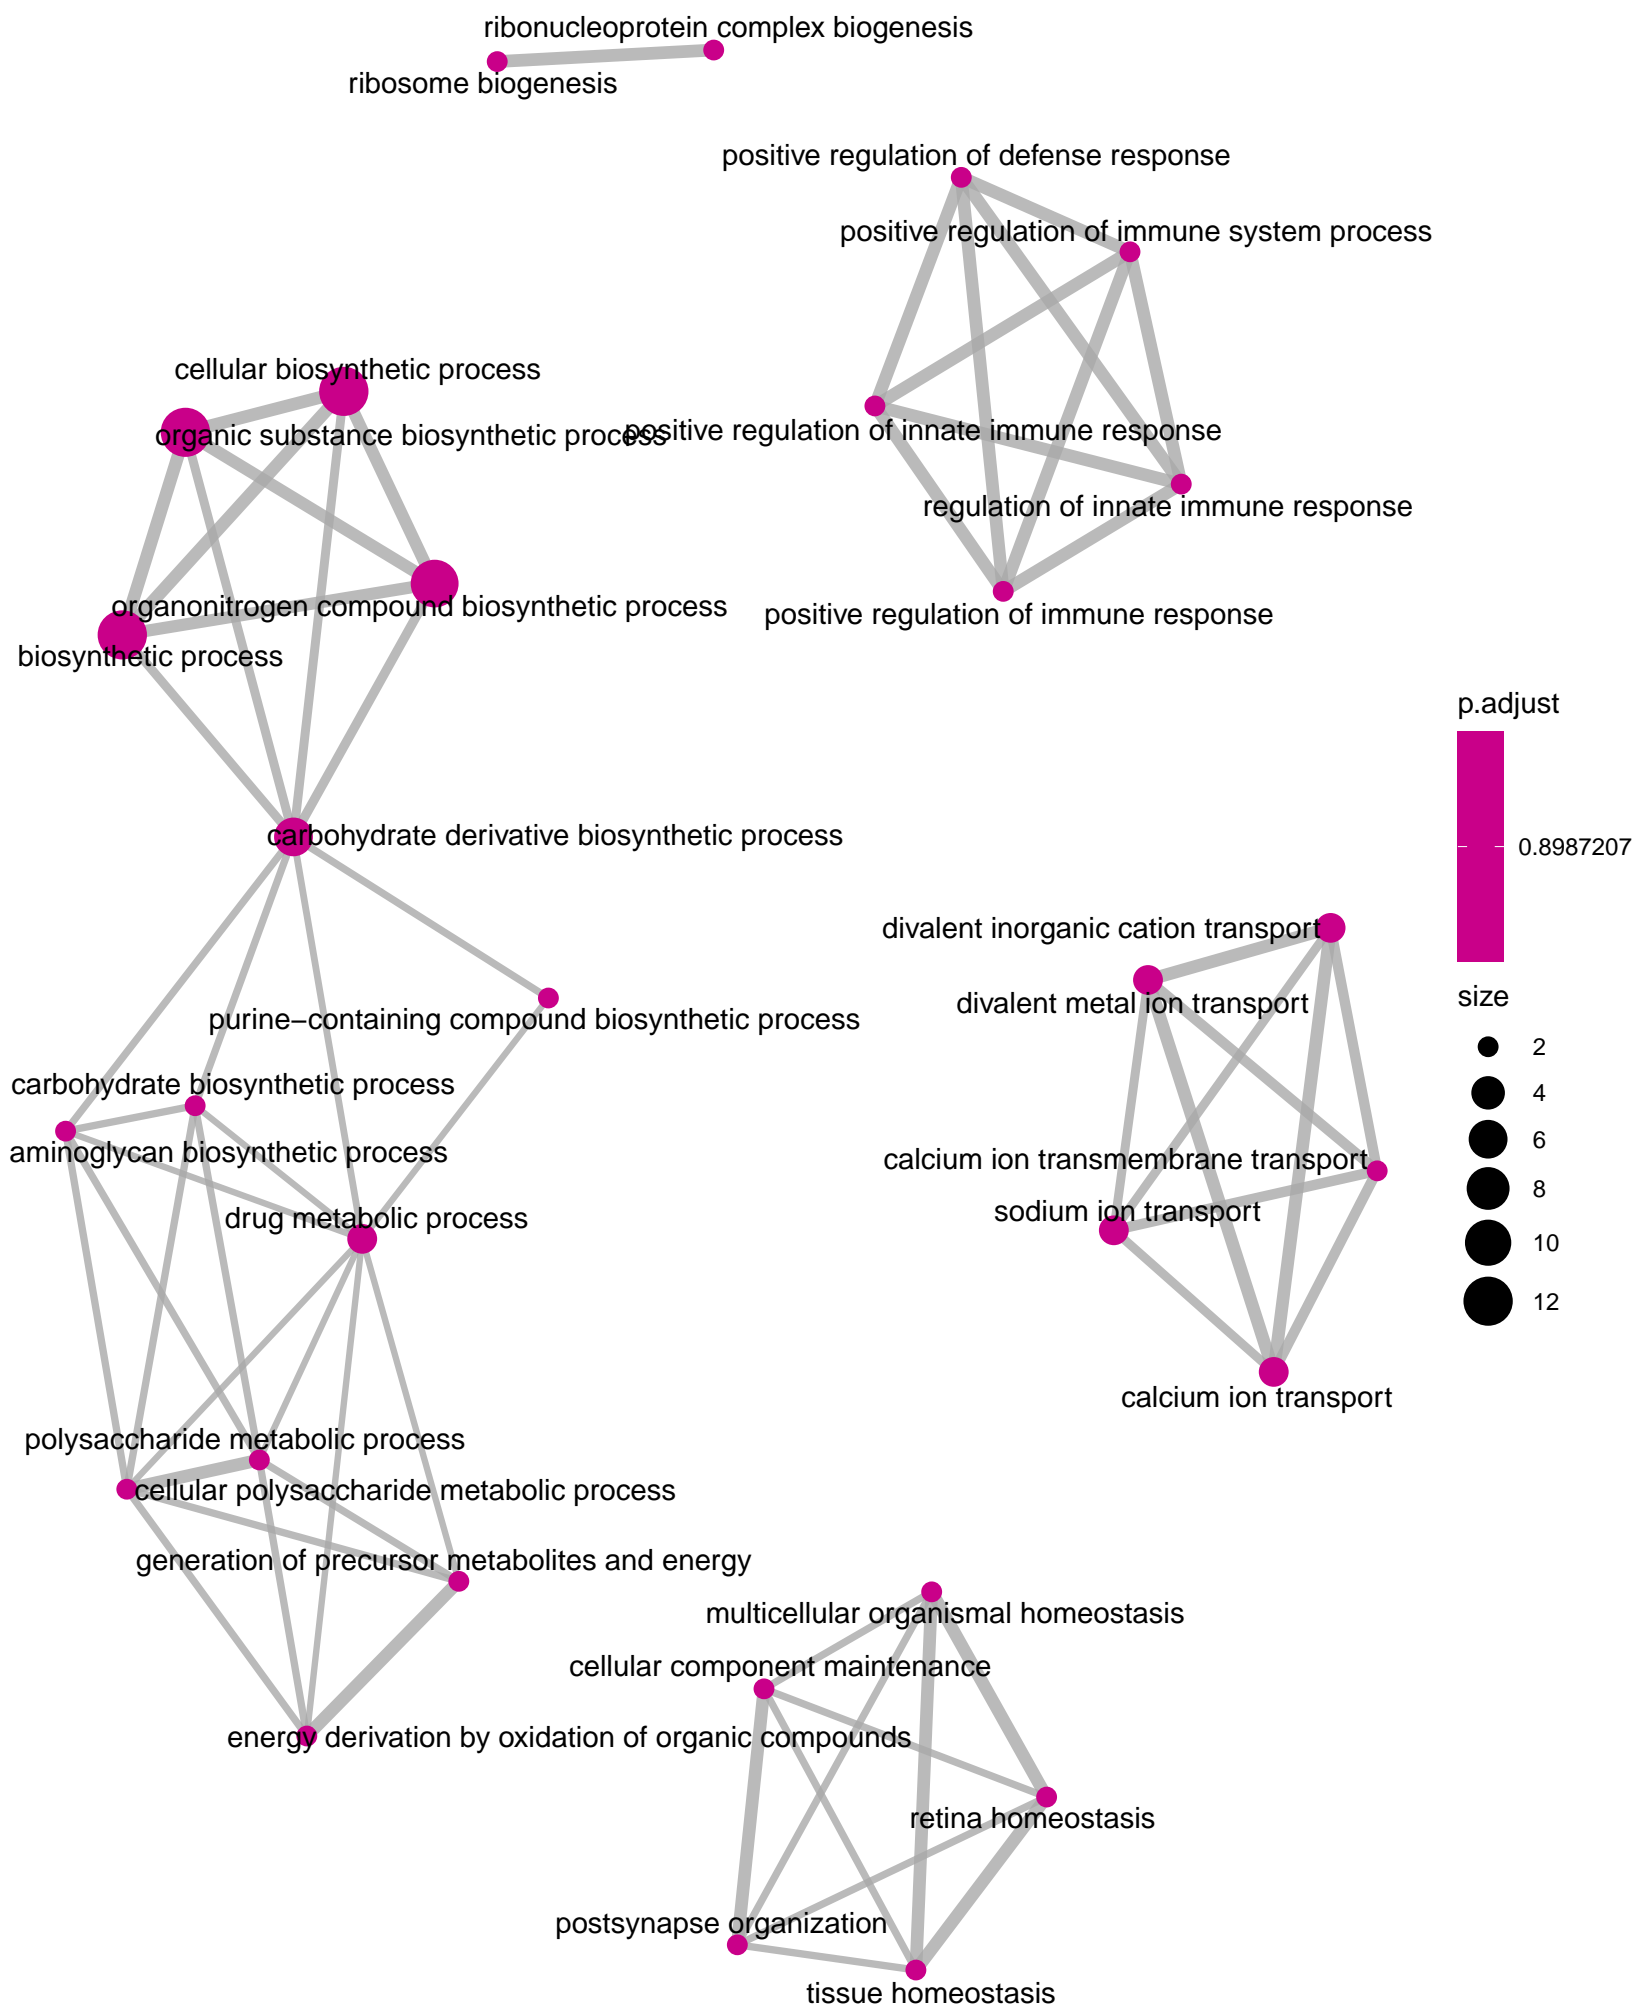 ribonucleoprotein complex biogenesis
ribosome biogenesis
positive regulation of defense response
positive regulation of immune system process
cellular biosynthetic process
organic substance biosynthetic process
positive regulation of innate immune response
regulation of innate immune response
organonitrogen compound biosynthetic process
positive regulation of immune response
biosynthetic process
p.adjust
0.8987207
carbohydrate derivative biosynthetic process
divalent inorganic cation transport
divalent metal ion transport
size
2
4
6
8
10
12
purine−containing compound biosynthetic process
carbohydrate biosynthetic process
aminoglycan biosynthetic process
calcium ion transmembrane transport
sodium ion transport
drug metabolic process
calcium ion transport
polysaccharide metabolic process
cellular polysaccharide metabolic process
generation of precursor metabolites and energy
multicellular organismal homeostasis
cellular component maintenance
energy derivation by oxidation of organic compounds
retina homeostasis
postsynapse organization
tissue homeostasis